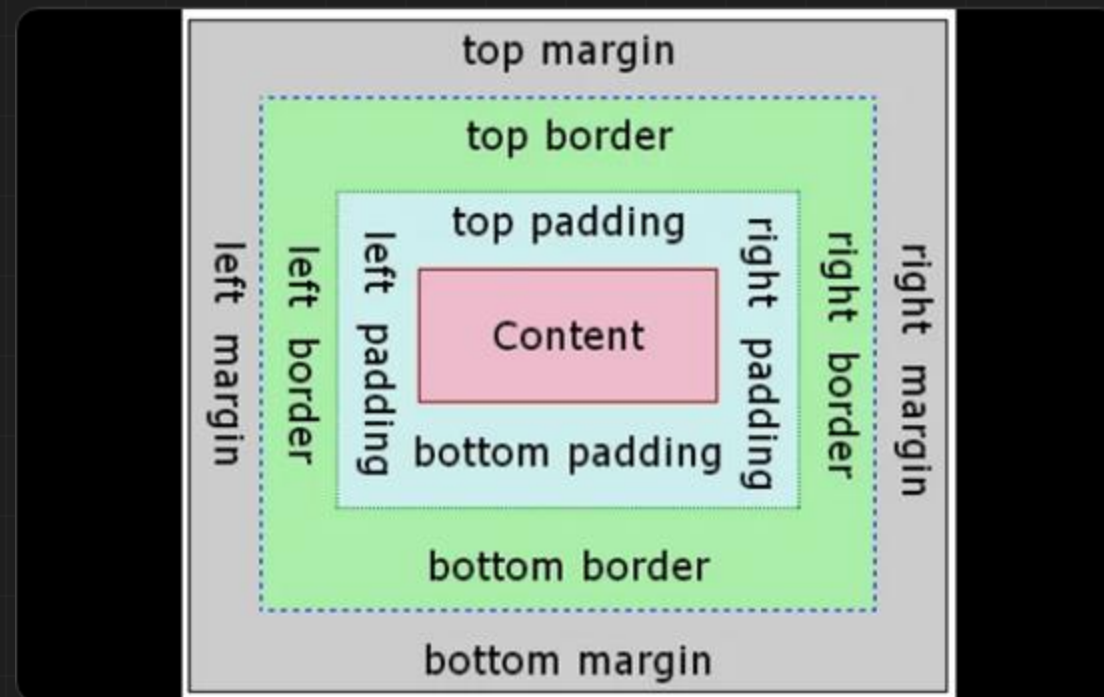 top margin
top border
top padding
left margin
left border
left padding
Content
right padding
right border
right margin
bottom padding
bottom border
bottom margin